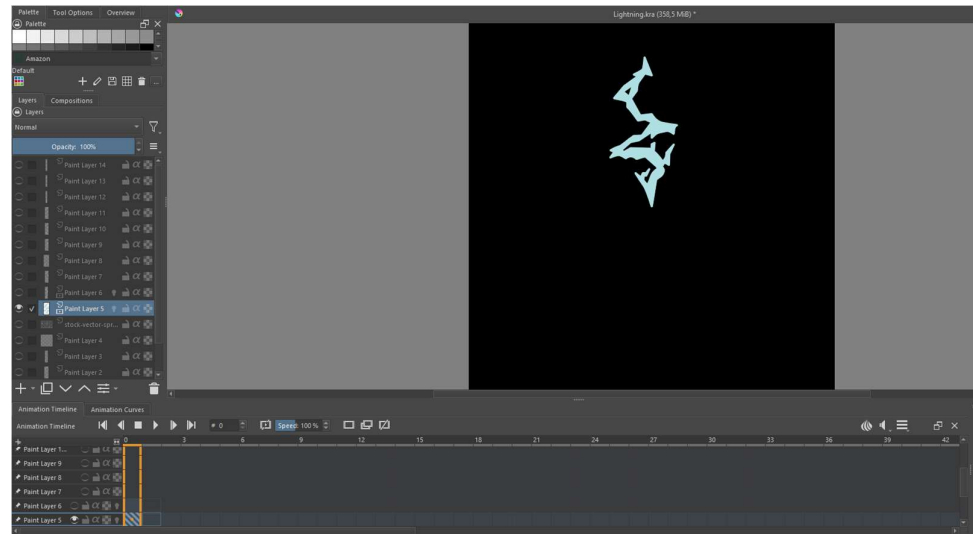 Palette Tool Options Overview
Lightning.kra (358,5 MiB) *
Palette
Amazon
Default
Layers Compositions
Layers
Normal
Opacity: 100%
Paint Layer 14
Paint Layer 13
Paint Layer 12
Paint Layer 11
Paint Layer 10
Paint Layer 9
Paint Layer 8
Paint Layer 7
Paint Layer 6
Paint Layer 5
stock-vector-spr...
Paint Layer 4
Paint Layer 3
Paint Layer 2
Animation Timeline Animation Curves
Animation Timeline # 0 Speed: 100 %
0 3 6 9 12 15 18 21 24 27 30 33 36 39 42
Paint Layer 1...
Paint Layer 9
Paint Layer 8
Paint Layer 7
Paint Layer 6
Paint Layer 5